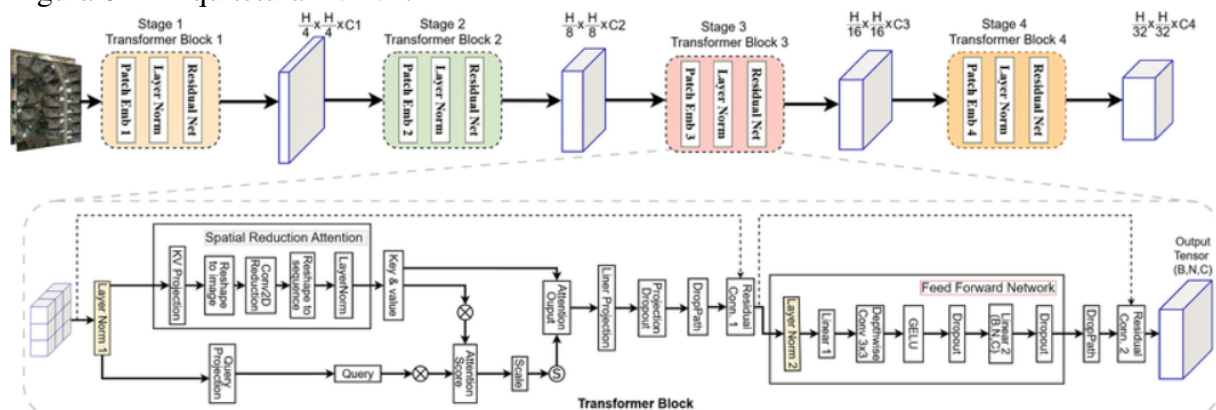 Stage 1
Transformer Block 1
H/4 x H/4 x C1
Stage 2
Transformer Block 2
H/8 x H/8 x C2
Stage 3
Transformer Block 3
H/16 x H/16 x C3
Stage 4
Transformer Block 4
H/32 x H/32 x C4
Patch Emb 1
Layer Norm
Residual Net
Patch Emb 2
Layer Norm
Residual Net
Patch Emb 3
Layer Norm
Residual Net
Patch Emb 4
Layer Norm
Residual Net
Layer Norm 1
Spatial Reduction Attention
KV Projection
Reshape
to image
Conv2D
Reduction
Reshape to
sequence
LayerNorm
Key & value
Query
Projection
Query
Attention
Score
Scale
S
Attention
Ouput
Liner Projection
Projection
Dropout
DropPath
Residual
Conn. 1
Feed Forward Network
Layer Norm 2
Linear 1
Depthwise
Conv 3x3
GELU
Dropout
Linear 2
(B,N,C)
Dropout
DropPath
Residual
Conn. 2
Output
Tensor
(B,N,C)
Transformer Block